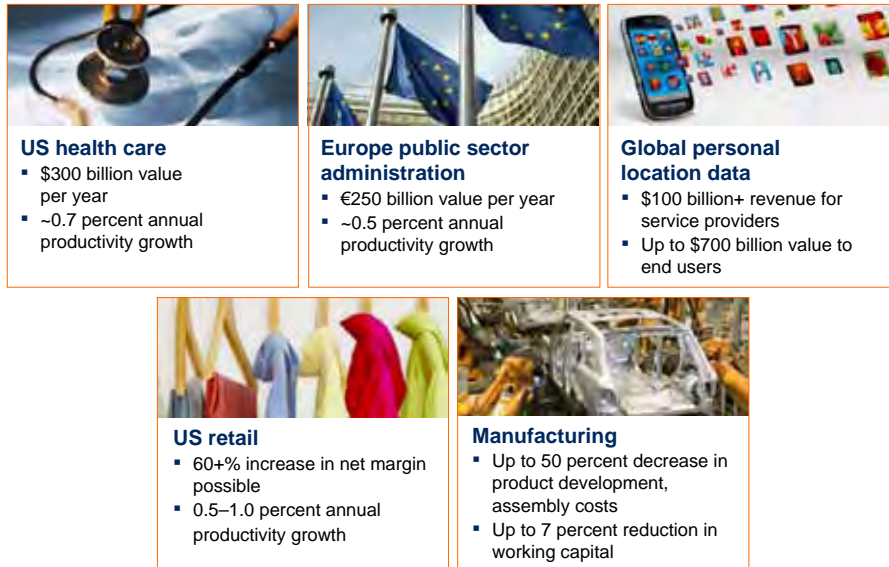 US health care
▪ $300 billion value
per year
▪ ~0.7 percent annual
productivity growth
Europe public sector
administration
▪ €250 billion value per year
▪ ~0.5 percent annual
productivity growth
Global personal
location data
▪ $100 billion+ revenue for
service providers
▪ Up to $700 billion value to
end users
US retail
▪ 60+% increase in net margin
possible
▪ 0.5–1.0 percent annual
productivity growth
Manufacturing
▪ Up to 50 percent decrease in
product development,
assembly costs
▪ Up to 7 percent reduction in
working capital